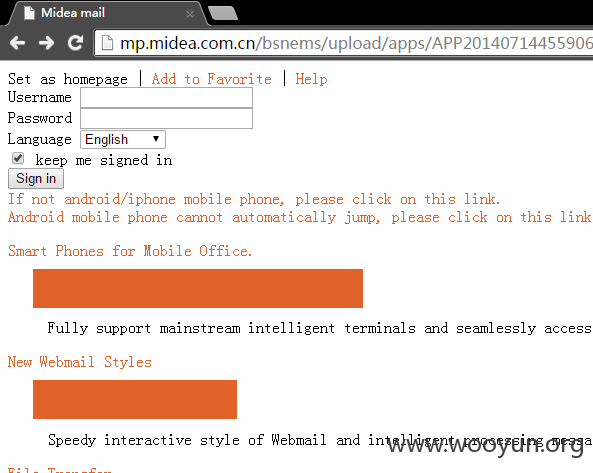 Midea mail
mp.midea.com.cn/bsnems/upload/apps/APP20140714455906
Set as homepage | Add to Favorite | Help
Username
Password
Language English
keep me signed in
Sign in
If not android/iphone mobile phone, please click on this link.
Android mobile phone cannot automatically jump, please click on this link
Smart Phones for Mobile Office.
Fully support mainstream intelligent terminals and seamlessly access
New Webmail Styles
Speedy interactive style of Webmail and intelligent processing messa
www.wooyun.org
File Transfer